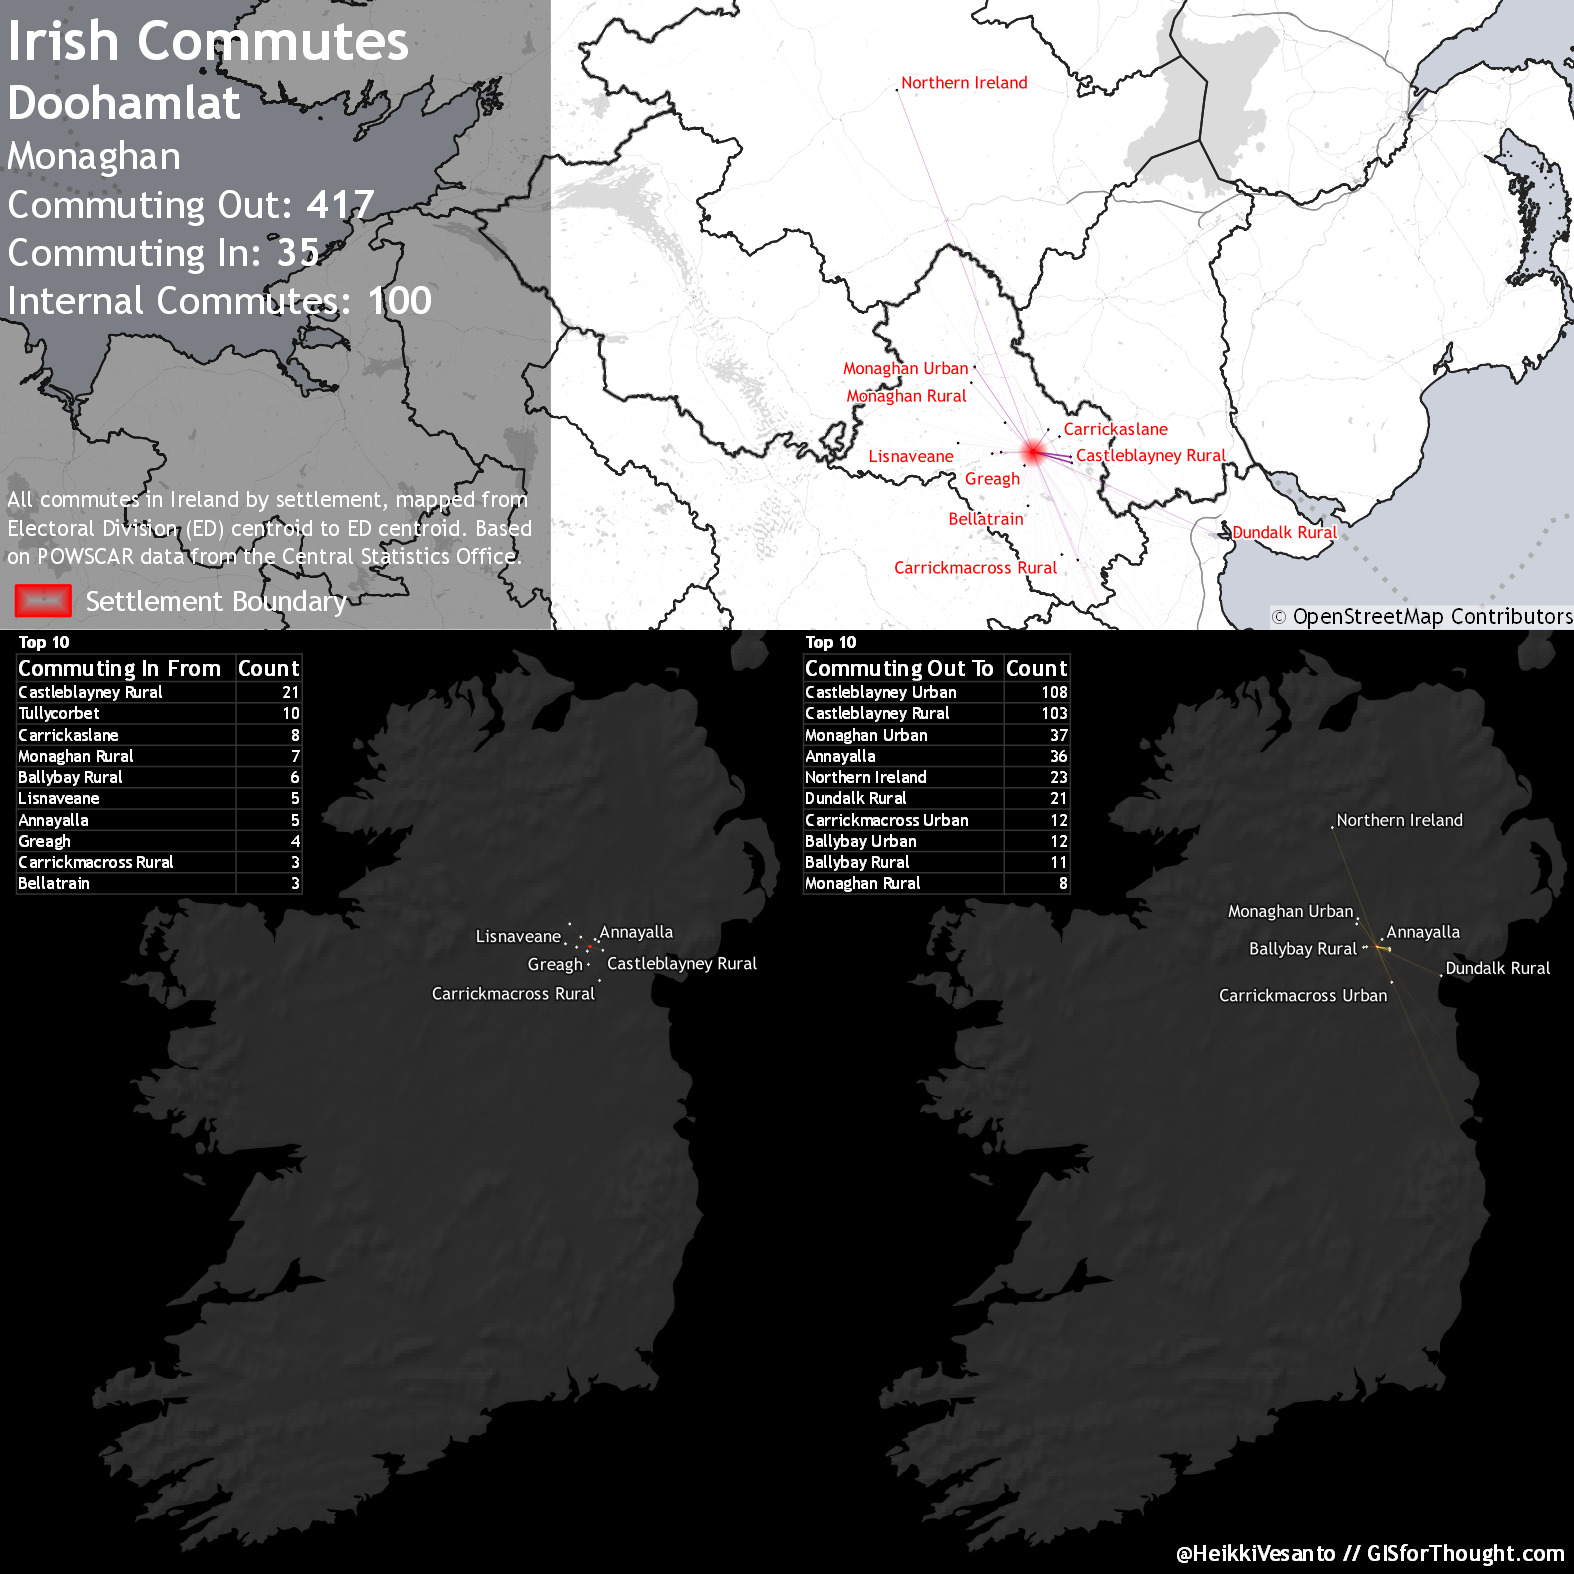 Irish Commutes
Doohamlat
Monaghan
Commuting Out: 417
Commuting In: 35
Internal Commutes: 100
All commutes in Ireland by settlement, mapped from
Electoral Division (ED) centroid to ED centroid. Based
on POWSCAR data from the Central Statistics Office.
Settlement Boundary
Northern Ireland
Monaghan Urban
Monaghan Rural
Carrickaslane
Lisnaveane
Castleblayney Rural
Greagh
Bellatrain
Dundalk Rural
Carrickmacross Rural
© OpenStreetMap Contributors
Top 10
Commuting In From Count
Castleblayney Rural 21
Tullycorbet 10
Carrickaslane 8
Monaghan Rural 7
Ballybay Rural 6
Lisnaveane 5
Annayalla 5
Greagh 4
Carrickmacross Rural 3
Bellatrain 3
Lisnaveane
Annayalla
Greagh
Castleblayney Rural
Carrickmacross Rural
Top 10
Commuting Out To Count
Castleblayney Urban 108
Castleblayney Rural 103
Monaghan Urban 37
Annayalla 36
Northern Ireland 23
Dundalk Rural 21
Carrickmacross Urban 12
Ballybay Urban 12
Ballybay Rural 11
Monaghan Rural 8
Northern Ireland
Monaghan Urban
Annayalla
Ballybay Rural
Dundalk Rural
Carrickmacross Urban
@HeikkiVesanto // GISforThought.com